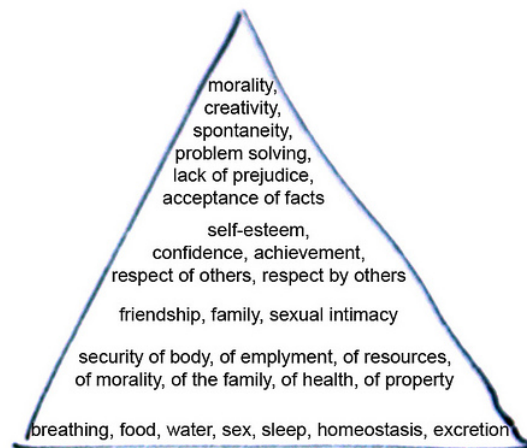 morality,
creativity,
spontaneity,
problem solving,
lack of prejudice,
acceptance of facts
self-esteem,
confidence, achievement,
respect of others, respect by others
friendship, family, sexual intimacy
security of body, of emplyment, of resources,
of morality, of the family, of health, of property
breathing, food, water, sex, sleep, homeostasis, excretion